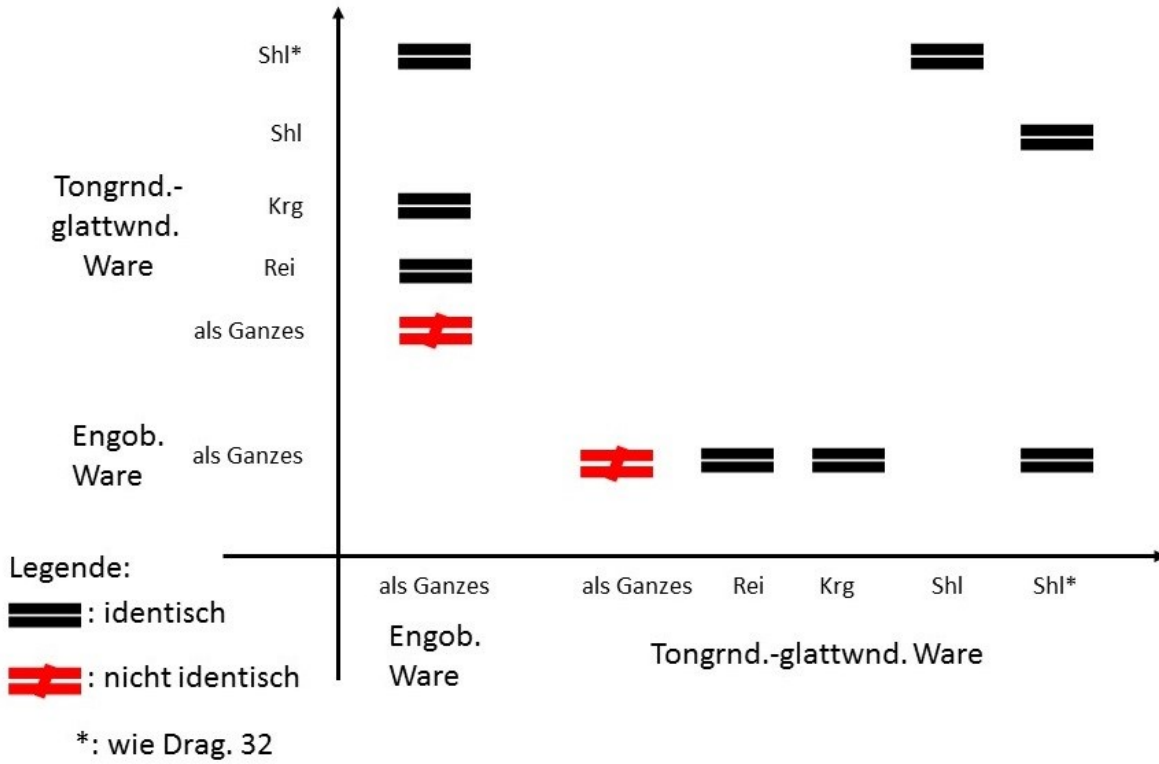 Shl*
Shl
Tongrnd.-
glattwnd.
Ware
Krg
Rei
als Ganzes
Engob.
Ware
als Ganzes
als Ganzes
als Ganzes
Rei
Krg
Shl
Shl*
Engob.
Ware
Tongrnd.-glattwnd. Ware
Legende:
: identisch
: nicht identisch
*: wie Drag. 32